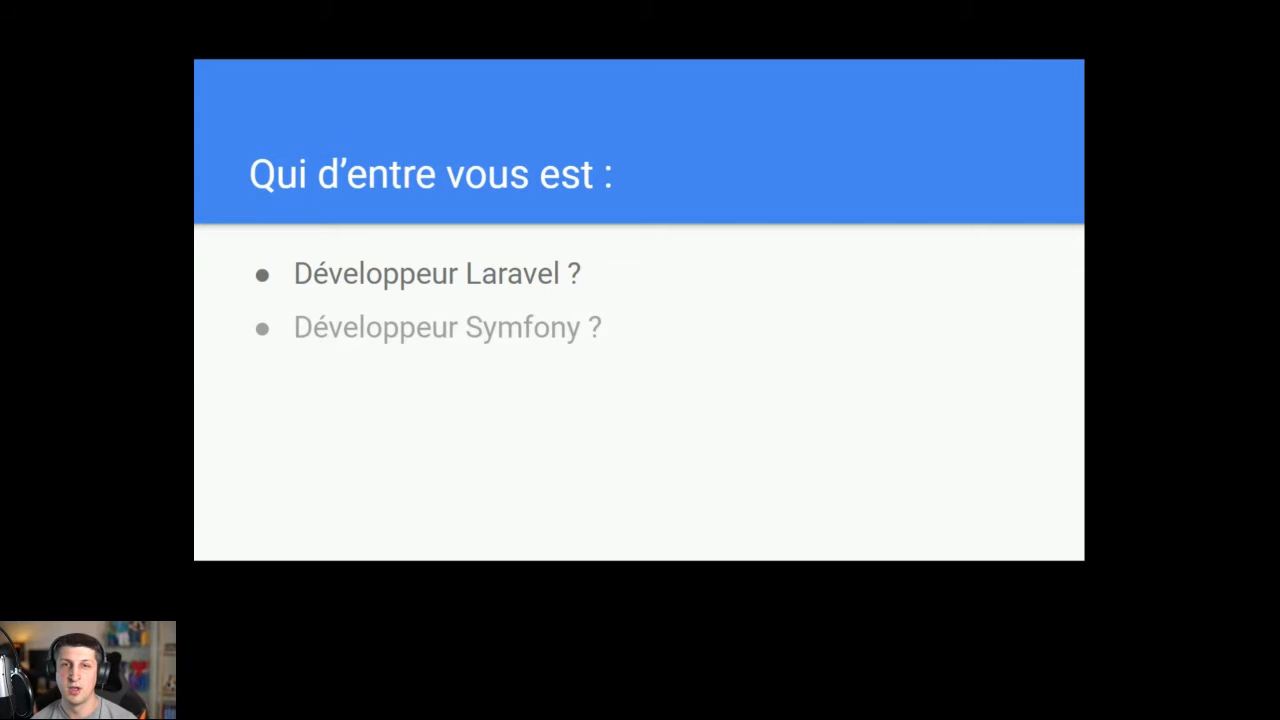 Qui d’entre vous est :
● Développeur Laravel ?
● Développeur Symfony ?